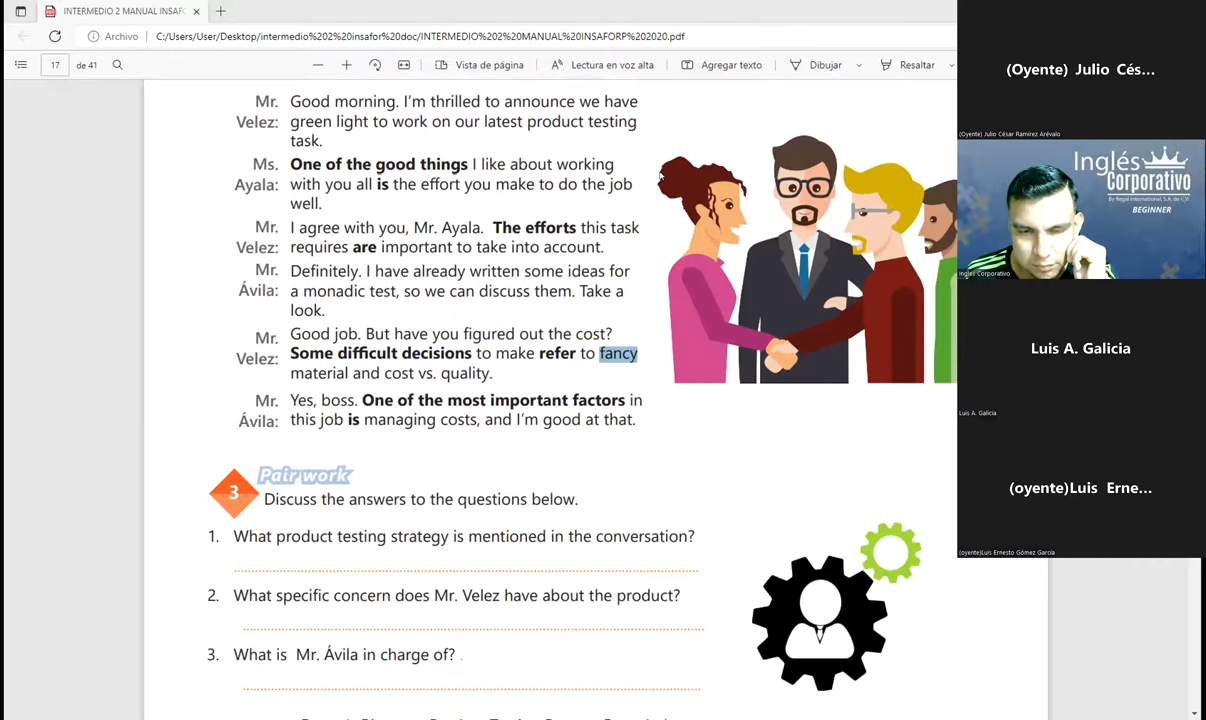 INTERMEDIO 2 MANUAL INSAFO
Archivo
C:/Users/User/Desktop/intermedio%202%20insafor%20doc/INTERMEDIO%202%20MANUAL%20INSAFORP%202020.pdf
17 de 41
Vista de página
Lectura en voz alta
Agregar texto
Dibujar
Resaltar
Mr. Velez: Good morning. I'm thrilled to announce we have
green light to work on our latest product testing
task.
Ms. Ayala: One of the good things I like about working
with you all is the effort you make to do the job
well.
Mr. Velez: I agree with you, Mr. Ayala. The efforts this task
requires are important to take into account.
Mr. Ávila: Definitely. I have already written some ideas for
a monadic test, so we can discuss them. Take a
look.
Mr. Velez: Good job. But have you figured out the cost?
Some difficult decisions to make refer to fancy
material and cost vs. quality.
Mr. Ávila: Yes, boss. One of the most important factors in
this job is managing costs, and I'm good at that.
Pair work
3 Discuss the answers to the questions below.
1. What product testing strategy is mentioned in the conversation?
2. What specific concern does Mr. Velez have about the product?
3. What is Mr. Ávila in charge of? .
(Oyente) Julio Cés...
(Oyente) Julio César Ramírez Arévalo
Inglés
Corporativo
By Regal International, S.A. de C.V.
BEGINNER
Inglés Corporativo
Luis A. Galicia
Luis A. Galicia
(oyente)Luis Erne...
(oyente)Luis Ernesto Gómez García